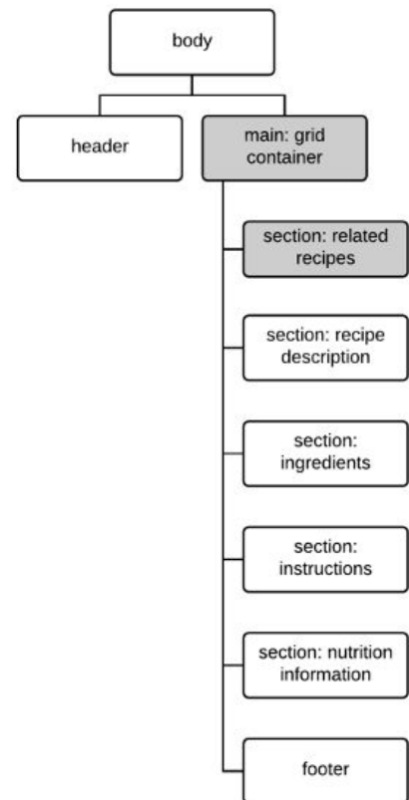 body
header
main: grid
container
section: related
recipes
section: recipe
description
section:
ingredients
section:
instructions
section: nutrition
information
footer